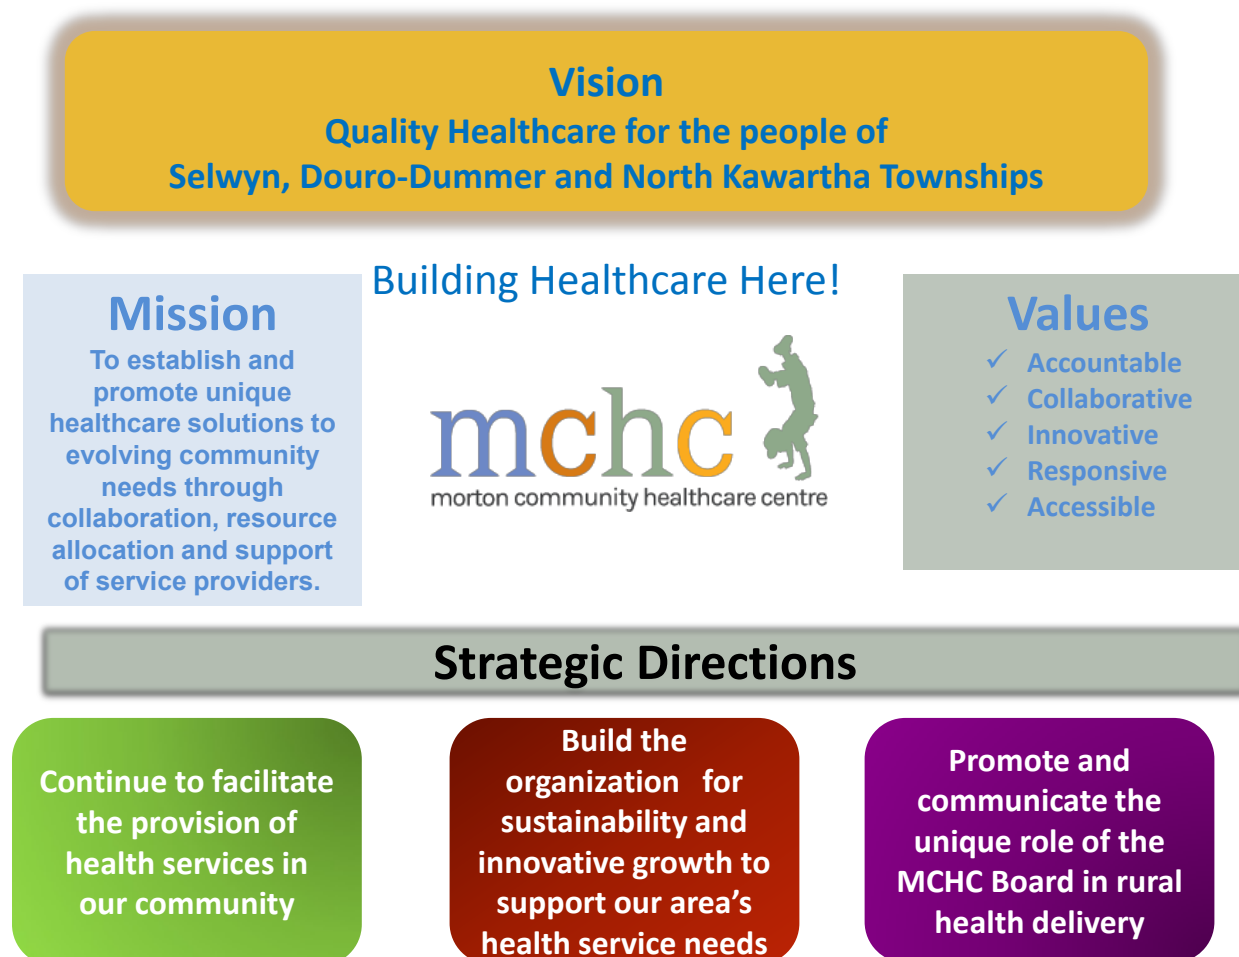 Vision
Quality Healthcare for the people of
Selwyn, Douro-Dummer and North Kawartha Townships
Building Healthcare Here!
Mission
To establish and
promote unique
healthcare solutions to
evolving community
needs through
collaboration, resource
allocation and support
of service providers.
mchc
morton community healthcare centre
Values
✓ Accountable
✓ Collaborative
✓ Innovative
✓ Responsive
✓ Accessible
Strategic Directions
Continue to facilitate
the provision of
health services in
our community
Build the
organization for
sustainability and
innovative growth to
support our area’s
health service needs
Promote and
communicate the
unique role of the
MCHC Board in rural
health delivery